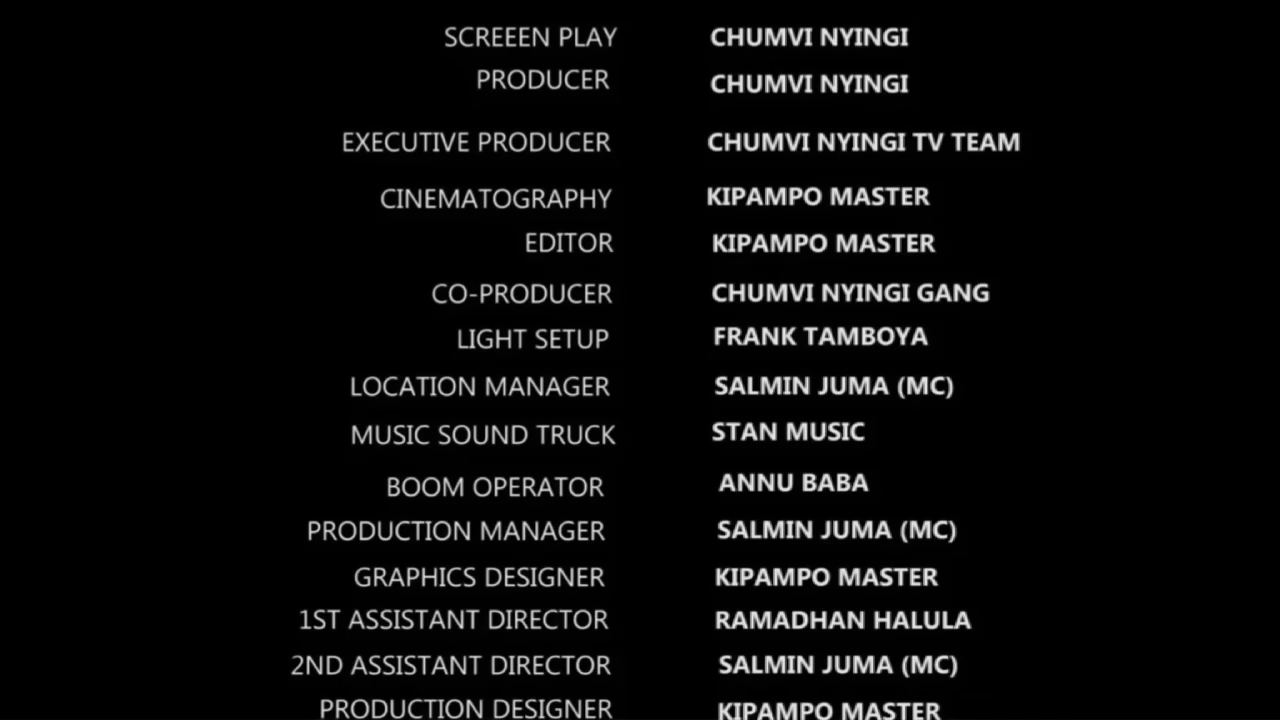 SCREEEN PLAY CHUMVI NYINGI
PRODUCER CHUMVI NYINGI
EXECUTIVE PRODUCER CHUMVI NYINGI TV TEAM
CINEMATOGRAPHY KIPAMPO MASTER
EDITOR KIPAMPO MASTER
CO-PRODUCER CHUMVI NYINGI GANG
LIGHT SETUP FRANK TAMBOYA
LOCATION MANAGER SALMIN JUMA (MC)
MUSIC SOUND TRUCK STAN MUSIC
BOOM OPERATOR ANNU BABA
PRODUCTION MANAGER SALMIN JUMA (MC)
GRAPHICS DESIGNER KIPAMPO MASTER
1ST ASSISTANT DIRECTOR RAMADHAN HALULA
2ND ASSISTANT DIRECTOR SALMIN JUMA (MC)
PRODUCTION DESIGNER KIPAMPO MASTER